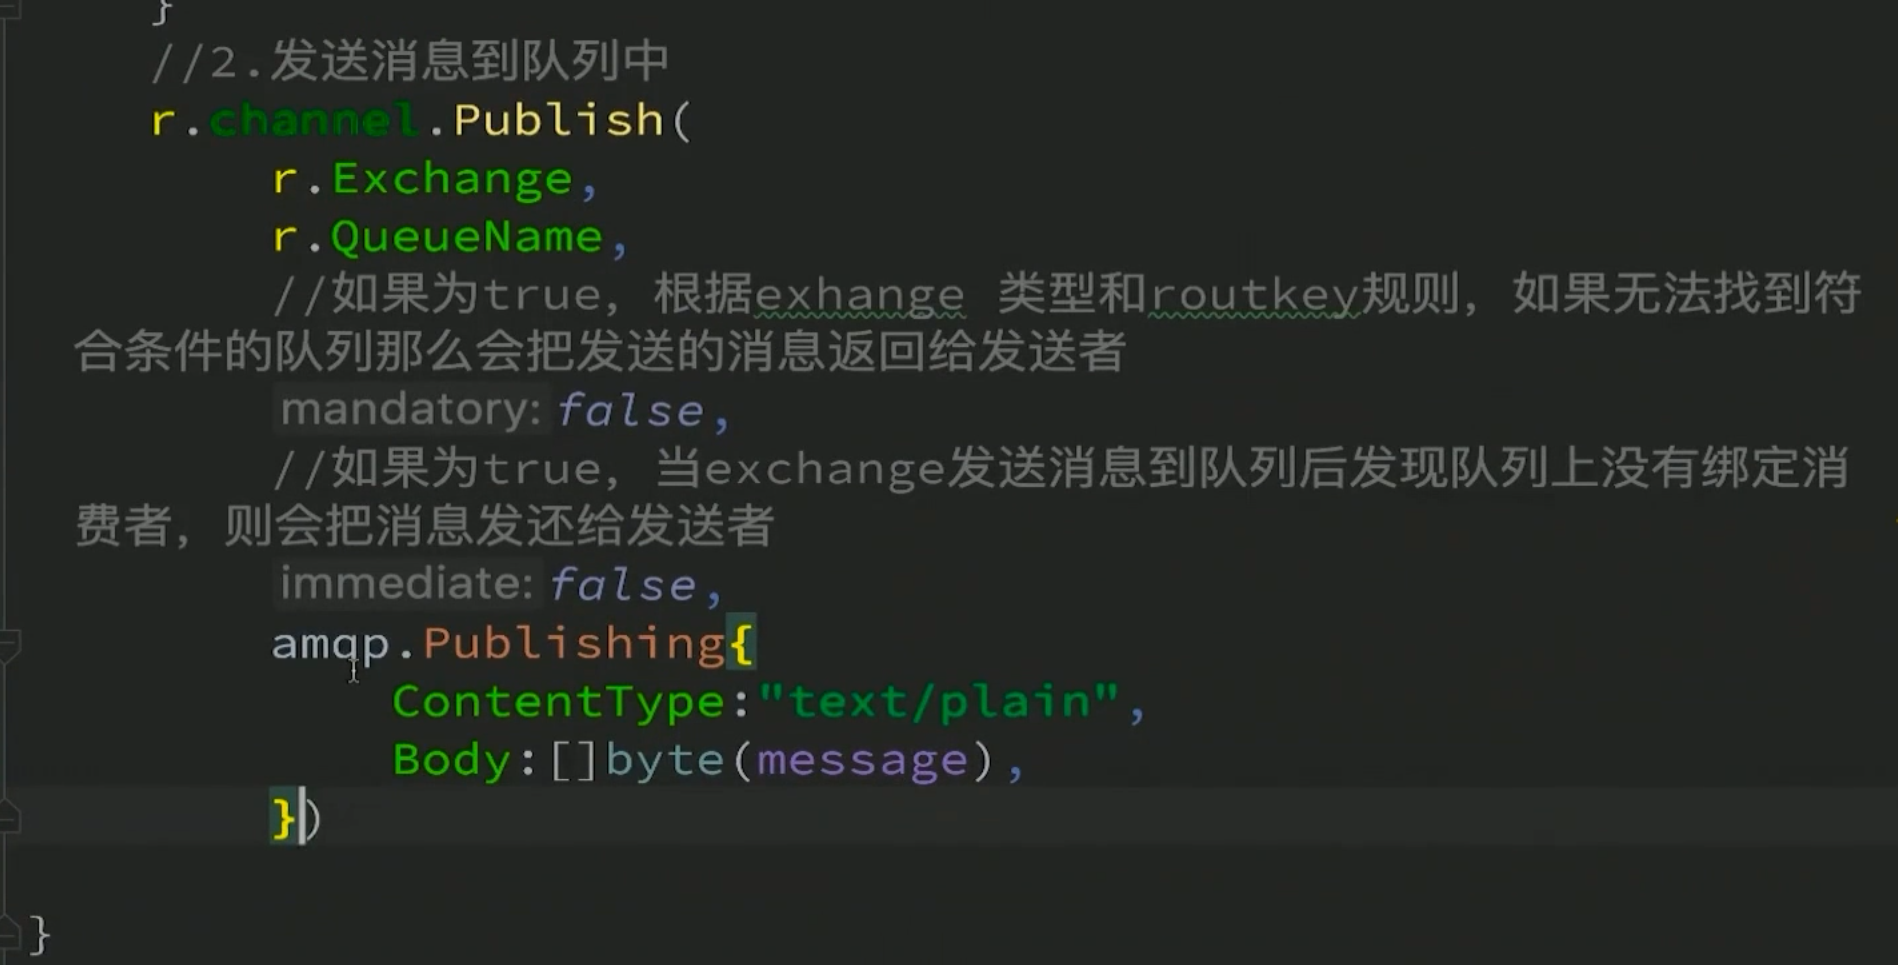 }
//2.发送消息到队列中
r.channel.Publish(
r.Exchange,
r.QueueName,
//如果为true, 根据exhange 类型和routkey规则, 如果无法找到符
合条件的队列那么会把发送的消息返回给发送者
mandatory: false,
//如果为true, 当exchange发送消息到队列后发现队列上没有绑定消
费者, 则会把消息发还给发送者
immediate: false,
amqp.Publishing{
ContentType:"text/plain",
Body:[]byte(message),
})
}